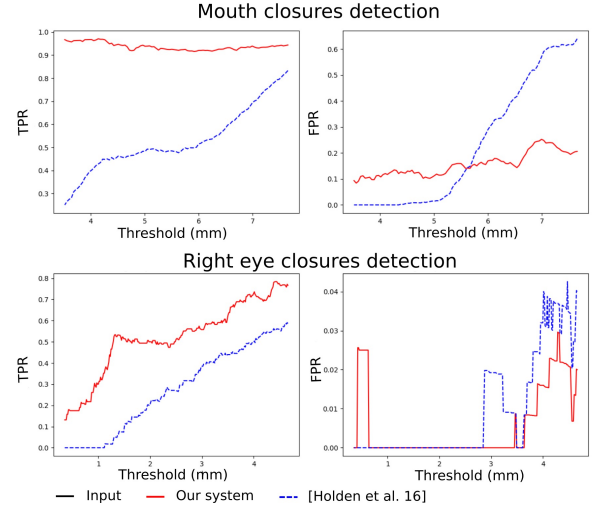 Mouth closures detection
TPR
1.0
0.9
0.8
0.7
0.6
0.5
0.4
0.3
4 5 6 7
Threshold (mm)
FPR
0.6
0.5
0.4
0.3
0.2
0.1
0.0
4 5 6 7
Threshold (mm)
Right eye closures detection
TPR
0.8
0.7
0.6
0.5
0.4
0.3
0.2
0.1
0.0
1 2 3 4
Threshold (mm)
FPR
0.04
0.03
0.02
0.01
0.00
1 2 3 4
Threshold (mm)
Input Our system [Holden et al. 16]